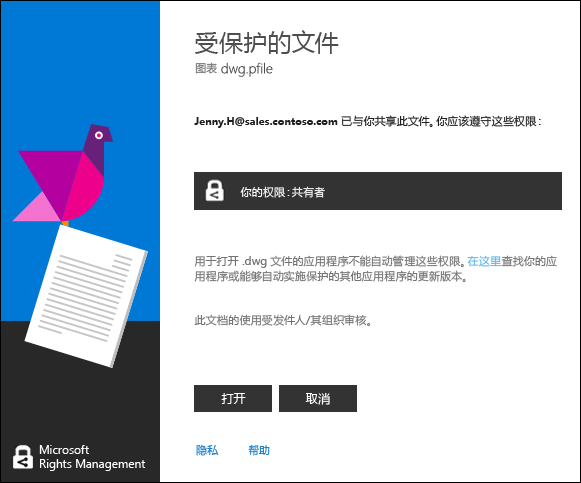 受保护的文件
图表 dwg.pfile
Jenny.H@sales.contoso.com 已与你共享此文件。你应该遵守这些权限：
你的权限：共有者
用于打开 .dwg 文件的应用程序不能自动管理这些权限。在这里查找你的应
用程序或能够自动实施保护的其他应用程序的更新版本。
此文档的使用受发件人/其组织审核。
打开 取消
隐私 帮助
Microsoft
Rights Management